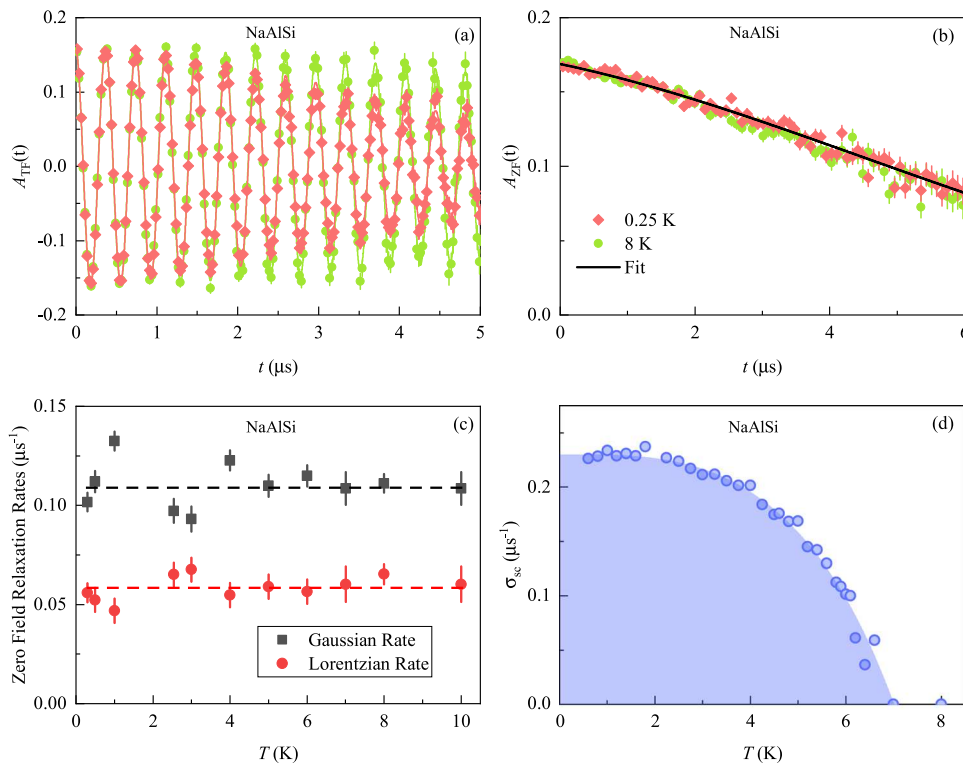 NaAlSi
(a)
0.2
0.1
0.0
-0.1
-0.2
A_TF(t)
0
1
2
3
4
5
t (μs)
NaAlSi
(b)
0.2
0.1
0.0
A_ZF(t)
0.25 K
8 K
Fit
0
2
4
6
t (μs)
NaAlSi
(c)
0.15
0.10
0.05
0.00
Zero Field Relaxation Rates (μs⁻¹)
Gaussian Rate
Lorentzian Rate
0
2
4
6
8
10
T (K)
NaAlSi
(d)
0.2
0.1
0.0
σ_sc (μs⁻¹)
0
2
4
6
8
T (K)